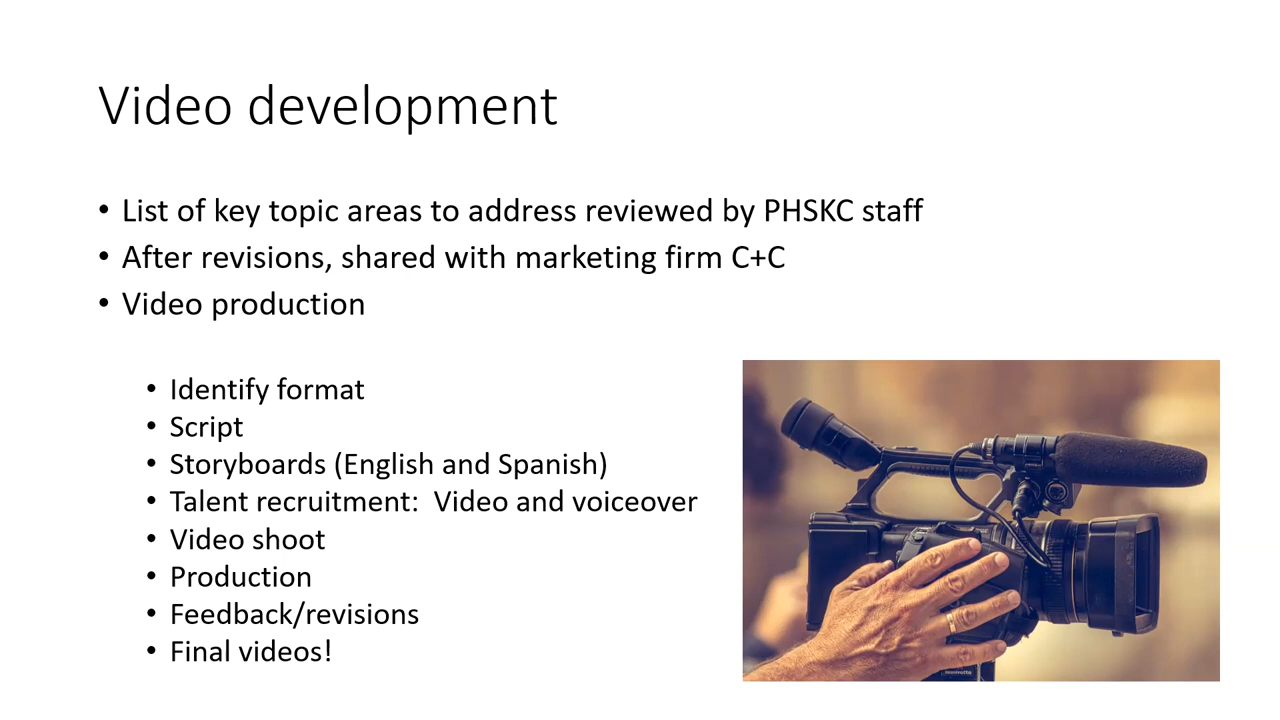 Video development
• List of key topic areas to address reviewed by PHSKC staff
• After revisions, shared with marketing firm C+C
• Video production
• Identify format
• Script
• Storyboards (English and Spanish)
• Talent recruitment:  Video and voiceover
• Video shoot
• Production
• Feedback/revisions
• Final videos!